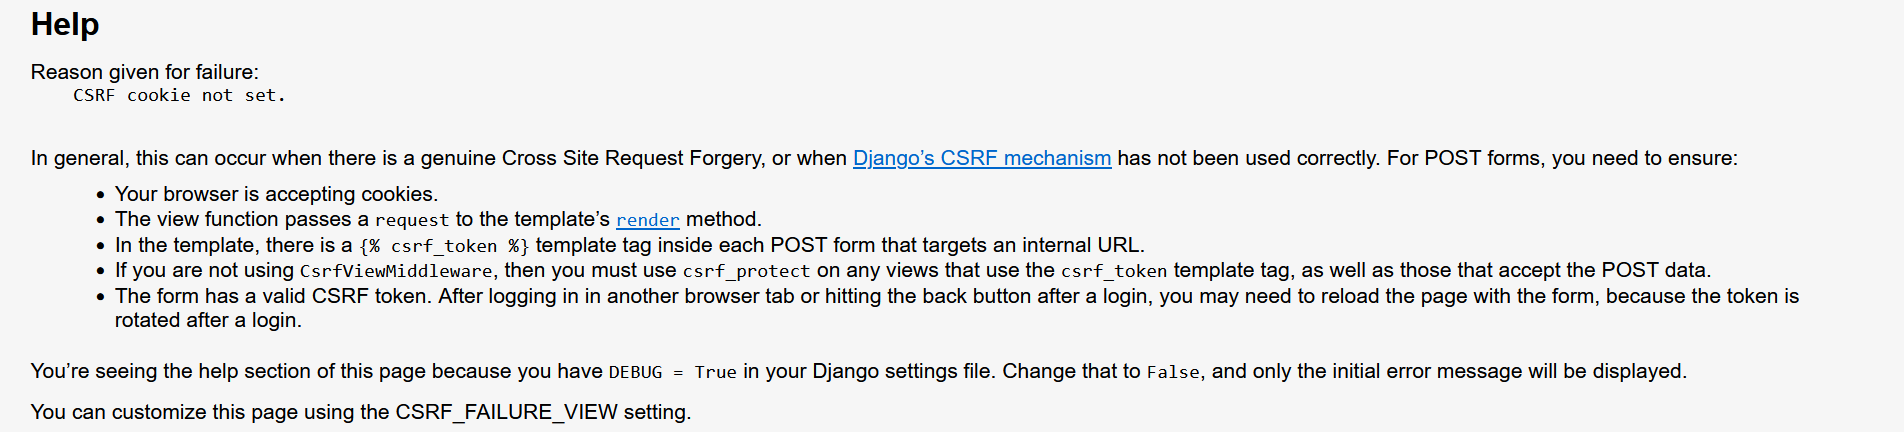 Help
Reason given for failure:
CSRF cookie not set.
In general, this can occur when there is a genuine Cross Site Request Forgery, or when Django’s CSRF mechanism has not been used correctly. For POST forms, you need to ensure:
• Your browser is accepting cookies.
• The view function passes a request to the template’s render method.
• In the template, there is a {% csrf_token %} template tag inside each POST form that targets an internal URL.
• If you are not using CsrfViewMiddleware, then you must use csrf_protect on any views that use the csrf_token template tag, as well as those that accept the POST data.
• The form has a valid CSRF token. After logging in in another browser tab or hitting the back button after a login, you may need to reload the page with the form, because the token is
rotated after a login.
You’re seeing the help section of this page because you have DEBUG = True in your Django settings file. Change that to False, and only the initial error message will be displayed.
You can customize this page using the CSRF_FAILURE_VIEW setting.